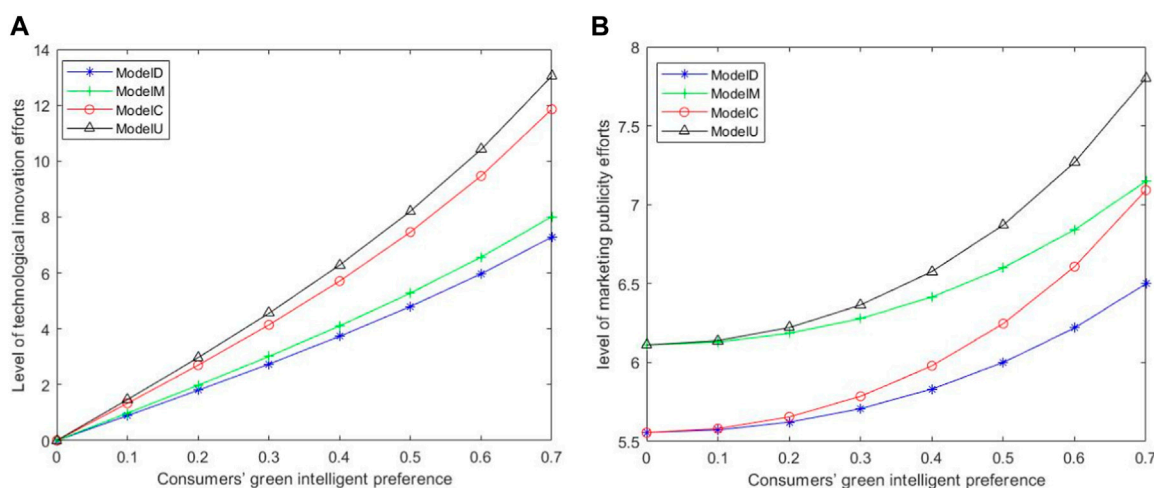 A
14
12
10
8
6
4
2
0
ModelD
ModelM
ModelC
ModelU
Level of technological innovation efforts
0 0.1 0.2 0.3 0.4 0.5 0.6 0.7
Consumers' green intelligent preference
B
8
7.5
7
6.5
6
5.5
ModelD
ModelM
ModelC
ModelU
level of marketing publicity efforts
0 0.1 0.2 0.3 0.4 0.5 0.6 0.7
Consumers' green intelligent preference